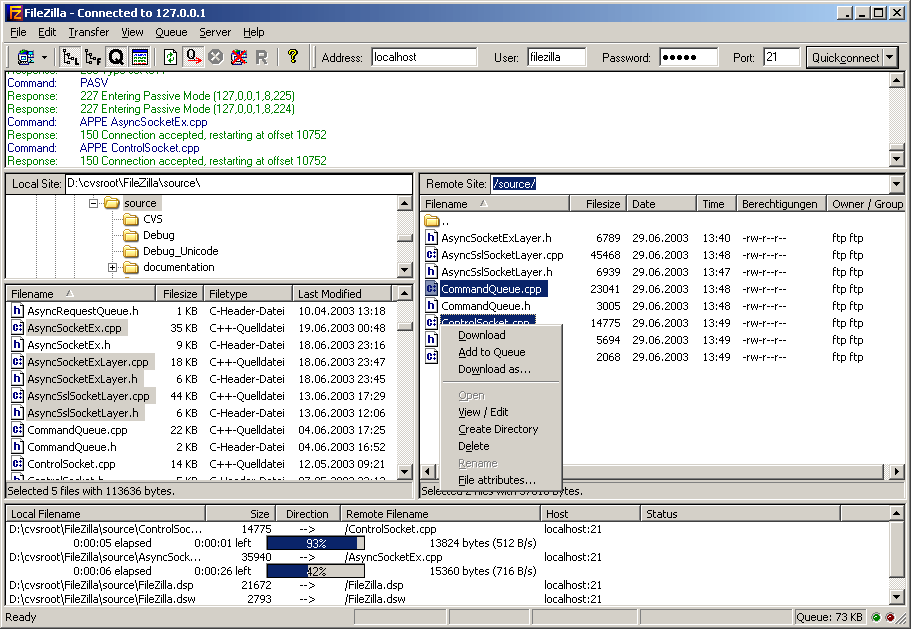 FileZilla - Connected to 127.0.0.1
File Edit Transfer View Queue Server Help
Address: localhost User: filezilla Password: ●●●●● Port: 21 Quickconnect
Command: PASV
Response: 227 Entering Passive Mode (127,0,0,1,8,225)
Response: 227 Entering Passive Mode (127,0,0,1,8,224)
Command: APPE AsyncSocketEx.cpp
Response: 150 Connection accepted, restarting at offset 10752
Command: APPE ControlSocket.cpp
Response: 150 Connection accepted, restarting at offset 10752
Local Site: D:\cvsroot\FileZilla\source\
source
CVS
Debug
Debug_Unicode
documentation
Filename Filesize Filetype Last Modified
AsyncRequestQueue.h 1 KB C-Header-Datei 10.04.2003 13:18
AsyncSocketEx.cpp 35 KB C++-Quelldatei 19.06.2003 00:48
AsyncSocketEx.h 9 KB C-Header-Datei 18.06.2003 23:16
AsyncSocketExLayer.cpp 18 KB C++-Quelldatei 18.06.2003 23:47
AsyncSocketExLayer.h 6 KB C-Header-Datei 18.06.2003 23:45
AsyncSslSocketLayer.cpp 44 KB C++-Quelldatei 13.06.2003 17:29
AsyncSslSocketLayer.h 6 KB C-Header-Datei 13.06.2003 12:06
CommandQueue.cpp 22 KB C++-Quelldatei 04.06.2003 17:25
CommandQueue.h 2 KB C-Header-Datei 04.06.2003 16:52
ControlSocket.cpp 14 KB C++-Quelldatei 12.05.2003 09:21
Selected 5 files with 113636 bytes.
Remote Site: /source/
Filename Filesize Date Time Berechtigungen Owner / Group
..
AsyncSocketExLayer.h 6789 29.06.2003 13:40 -rw-r--r-- ftp ftp
AsyncSslSocketLayer.cpp 45468 29.06.2003 13:48 -rw-r--r-- ftp ftp
AsyncSslSocketLayer.h 6939 29.06.2003 13:47 -rw-r--r-- ftp ftp
CommandQueue.cpp 23041 29.06.2003 13:48 -rw-r--r-- ftp ftp
CommandQueue.h 3005 29.06.2003 13:48 -rw-r--r-- ftp ftp
ControlSocket.cpp 14775 29.06.2003 13:49 -rw-r--r-- ftp ftp
5694 29.06.2003 13:49 -rw-r--r-- ftp ftp
2068 29.06.2003 13:49 -rw-r--r-- ftp ftp
Download
Add to Queue
Download as...
Open
View / Edit
Create Directory
Delete
Rename
File attributes...
Selected 2 files with 37816 bytes.
Local Filename Size Direction Remote Filename Host Status
D:\cvsroot\FileZilla\source\ControlSoc... 14775 --> /ControlSocket.cpp localhost:21
0:00:05 elapsed 0:00:01 left 93% 13824 bytes (512 B/s)
D:\cvsroot\FileZilla\source\AsyncSock... 35940 --> /AsyncSocketEx.cpp localhost:21
0:00:06 elapsed 0:00:26 left 42% 15360 bytes (716 B/s)
D:\cvsroot\FileZilla\source\FileZilla.dsp 21672 --> /FileZilla.dsp localhost:21
D:\cvsroot\FileZilla\source\FileZilla.dsw 2793 --> /FileZilla.dsw localhost:21
Ready Queue: 73 KB